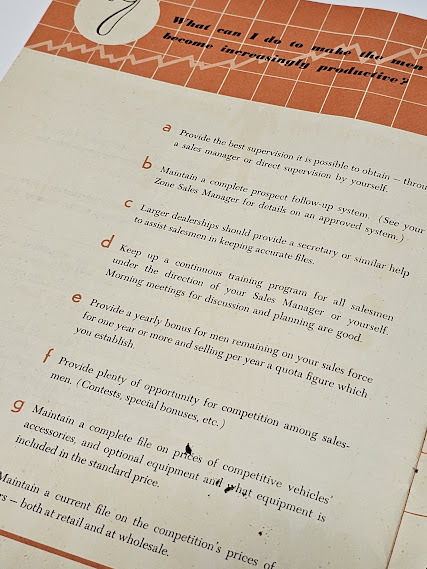 7
What can I do to make the men
become increasingly productive?
a Provide the best supervision it is possible to obtain —
a sales manager or direct supervision by yourself.
b Maintain a complete prospect follow-up system. (See your
Zone Sales Manager for details on an approved system.)
c Larger dealerships should provide a secretary or similar help
to assist salesmen in keeping accurate files.
d Keep up a continuous training program for all salesmen
under the direction of your Sales Manager or yourself.
Morning meetings for discussion and planning are good.
e Provide a yearly bonus for men remaining on your sales force
for one year or more and selling per year a quota figure which
you establish.
f Provide plenty of opportunity for competition among sales-
men. (Contests, special bonuses, etc.)
g Maintain a complete file on prices of competitive vehicles'
accessories, and optional equipment and what equipment is
included in the standard price.
Maintain a current file on the competition's prices of
— both at retail and at wholesale.